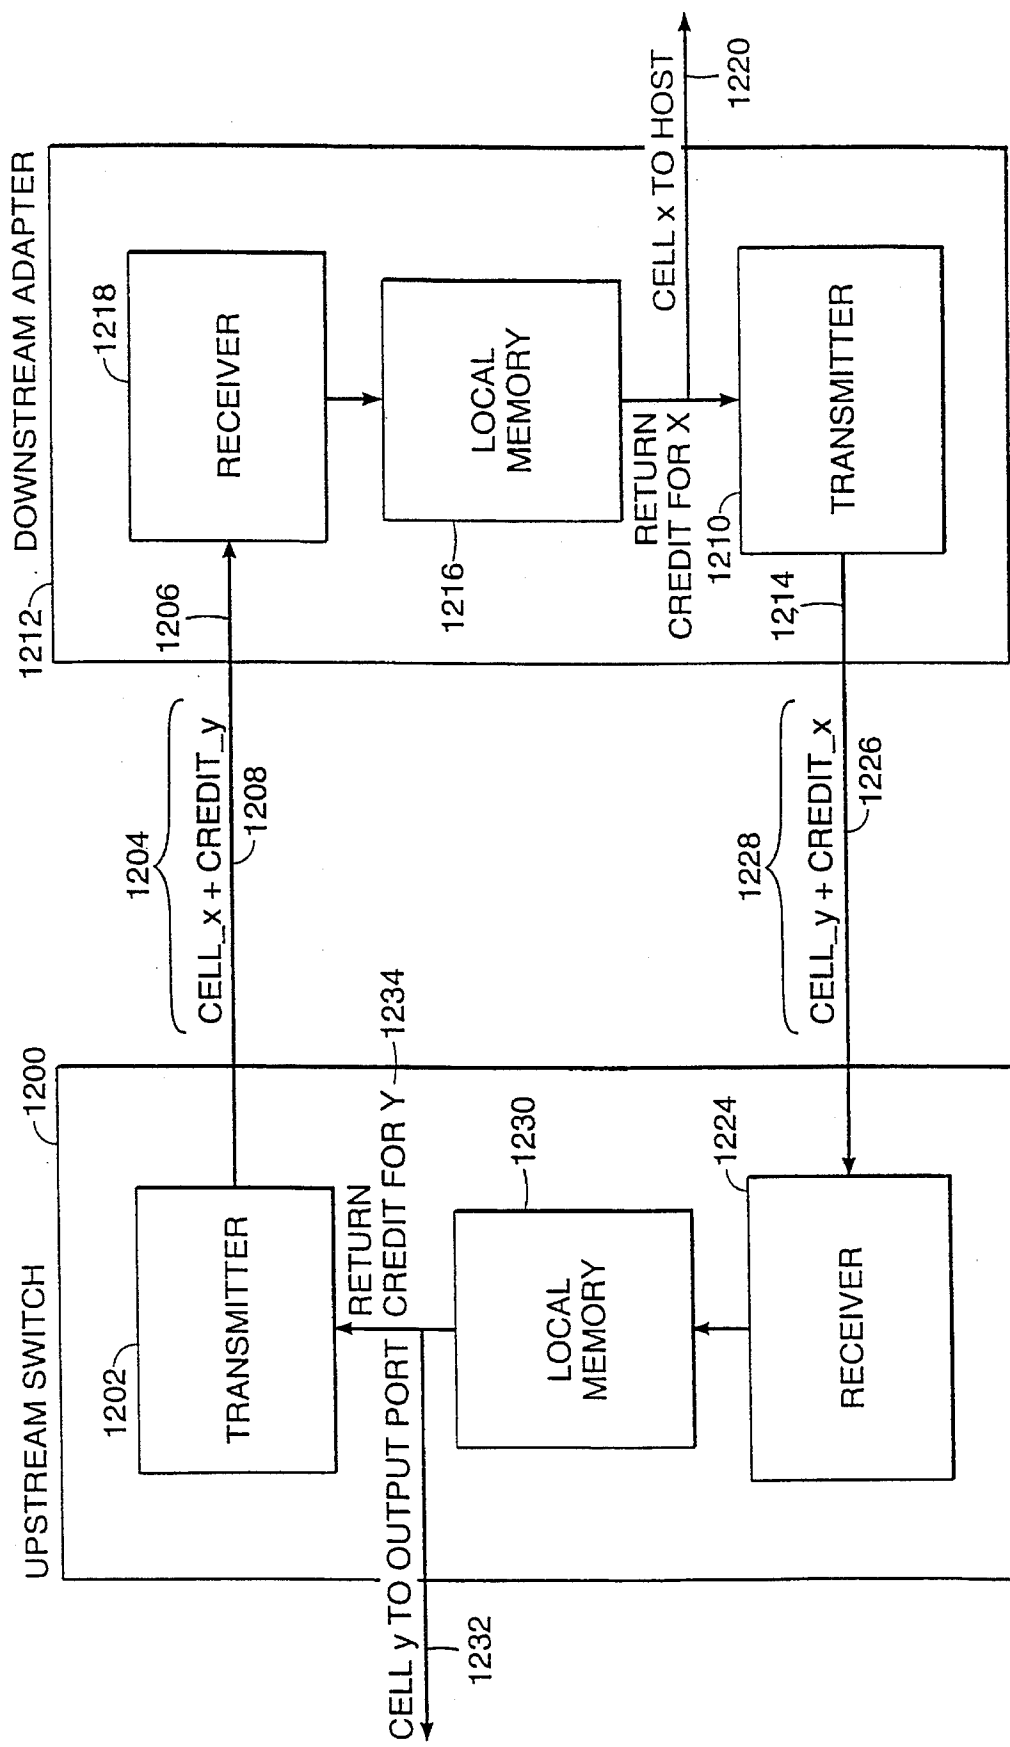 UPSTREAM SWITCH
1200
1202
TRANSMITTER
RETURN
CREDIT FOR Y
1234
CELL y TO OUTPUT PORT
1232
LOCAL
MEMORY
1230
RECEIVER
1224
1204
CELL_x + CREDIT_y
1208
1228
CELL_y + CREDIT_x
1226
DOWNSTREAM ADAPTER
1212
1206
1218
RECEIVER
LOCAL
MEMORY
1216
RETURN
CREDIT FOR X
CELL x TO HOST
1220
1210
TRANSMITTER
1214